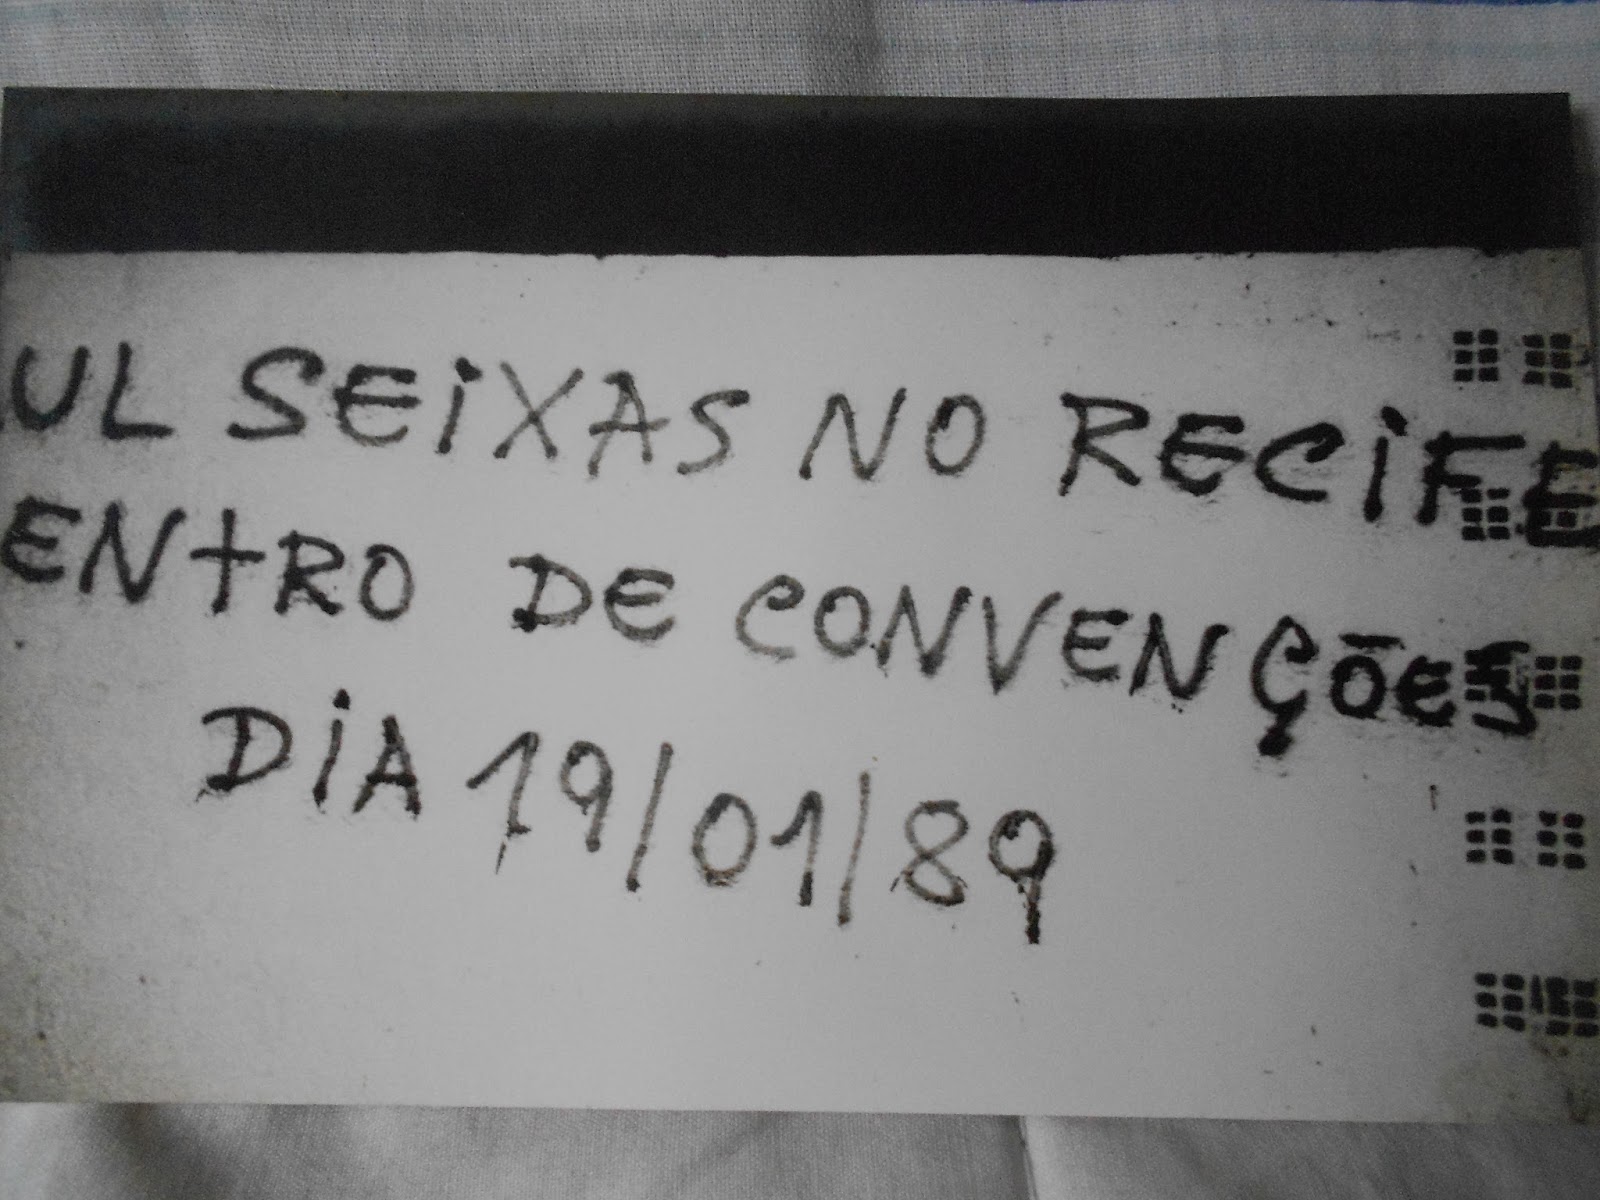 UL SEiXAS NO RECiFE
ENTRO DE CONVENÇÕES
DiA 19/01/89